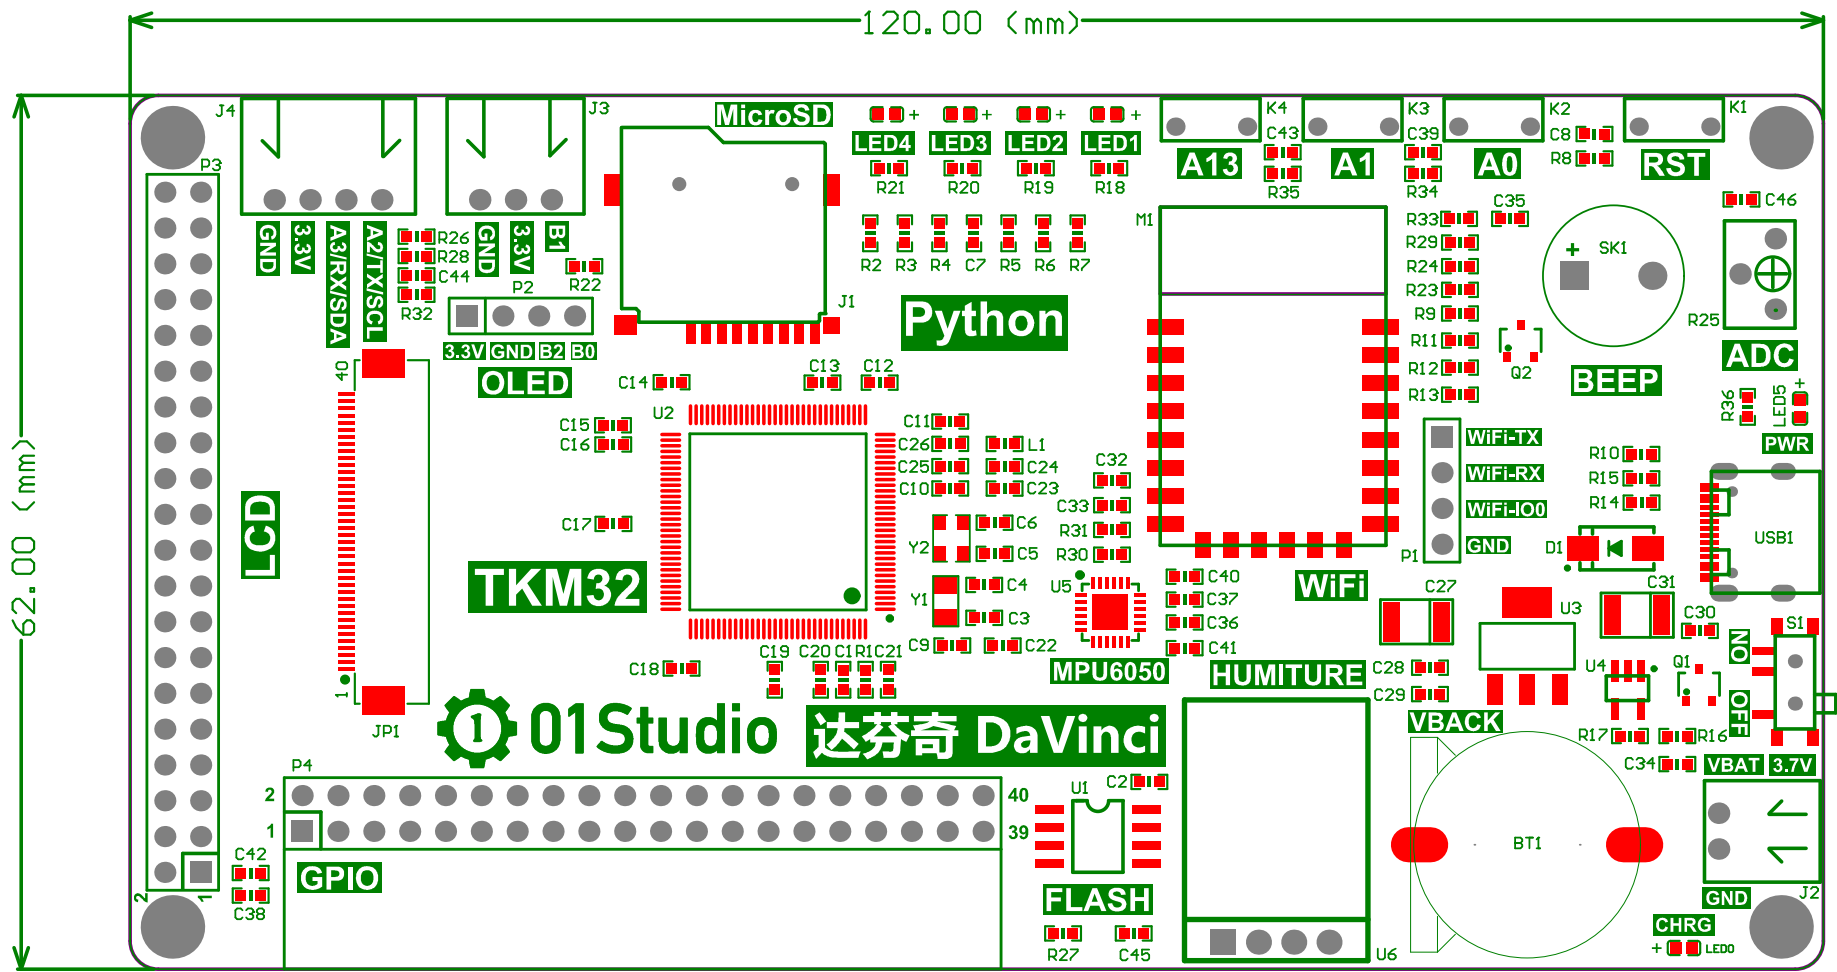 120.00 (mm)
62.00 (mm)
J4
J3
MicroSD
K4
K3
K2
K1
LED4
LED3
LED2
LED1
C43
C39
C8
R8
P3
A13
A1
A0
RST
R21
R20
R19
R18
R35
R34
C46
GND
3.3V
A3/RX/SDA
A2/TX/SCL
GND
3.3V
B1
R26
R28
C44
R32
R22
P2
R2
R3
R4
C7
R5
R6
R7
M1
R33
C35
R29
R24
R23
R9
R11
R12
R13
SK1
R25
J1
Python
3.3V
GND
B2
B0
OLED
Q2
BEEP
ADC
40
C14
C13
C12
R36
LED5
PWR
U2
C15
C16
C11
C26
L1
C25
C24
C10
C23
C32
WiFi-TX
WiFi-RX
WiFi-IO0
GND
R10
R15
R14
LCD
C17
C6
Y2
C5
C33
R31
R30
P1
D1
USB1
TKM32
U5
C4
Y1
C3
C40
C37
C36
C41
WiFi
C27
U3
C31
C30
S1
C9
C22
C18
C19
C20
C1
R1
C21
MPU6050
HUMITURE
C28
C29
U4
Q1
NO
OFF
1
JP1
1
01Studio
达芬奇 DaVinci
VBACK
R17
R16
C34
VBAT
3.7V
P4
2
1
40
39
C2
U1
BT1
C42
C38
2
1
GPIO
FLASH
R27
C45
U6
GND
J2
CHRG
LED0